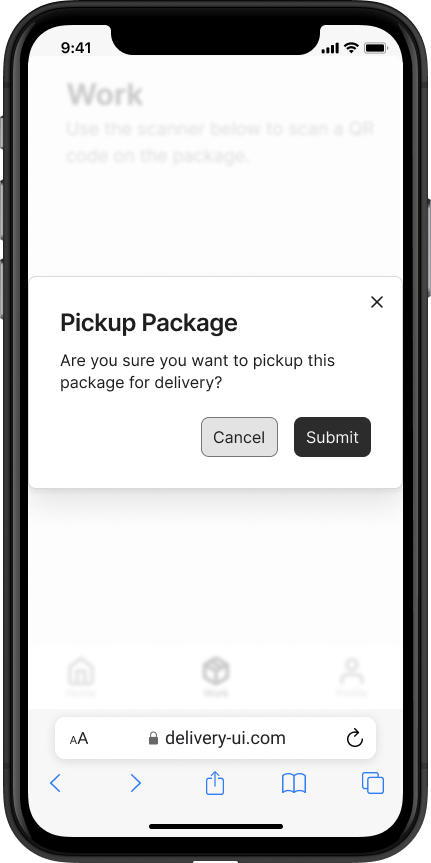 9:41
Work
Use the scanner below to scan a QR
code on the package.
Pickup Package
Are you sure you want to pickup this
package for delivery?
Cancel
Submit
Home
Work
Profile
AA
delivery-ui.com